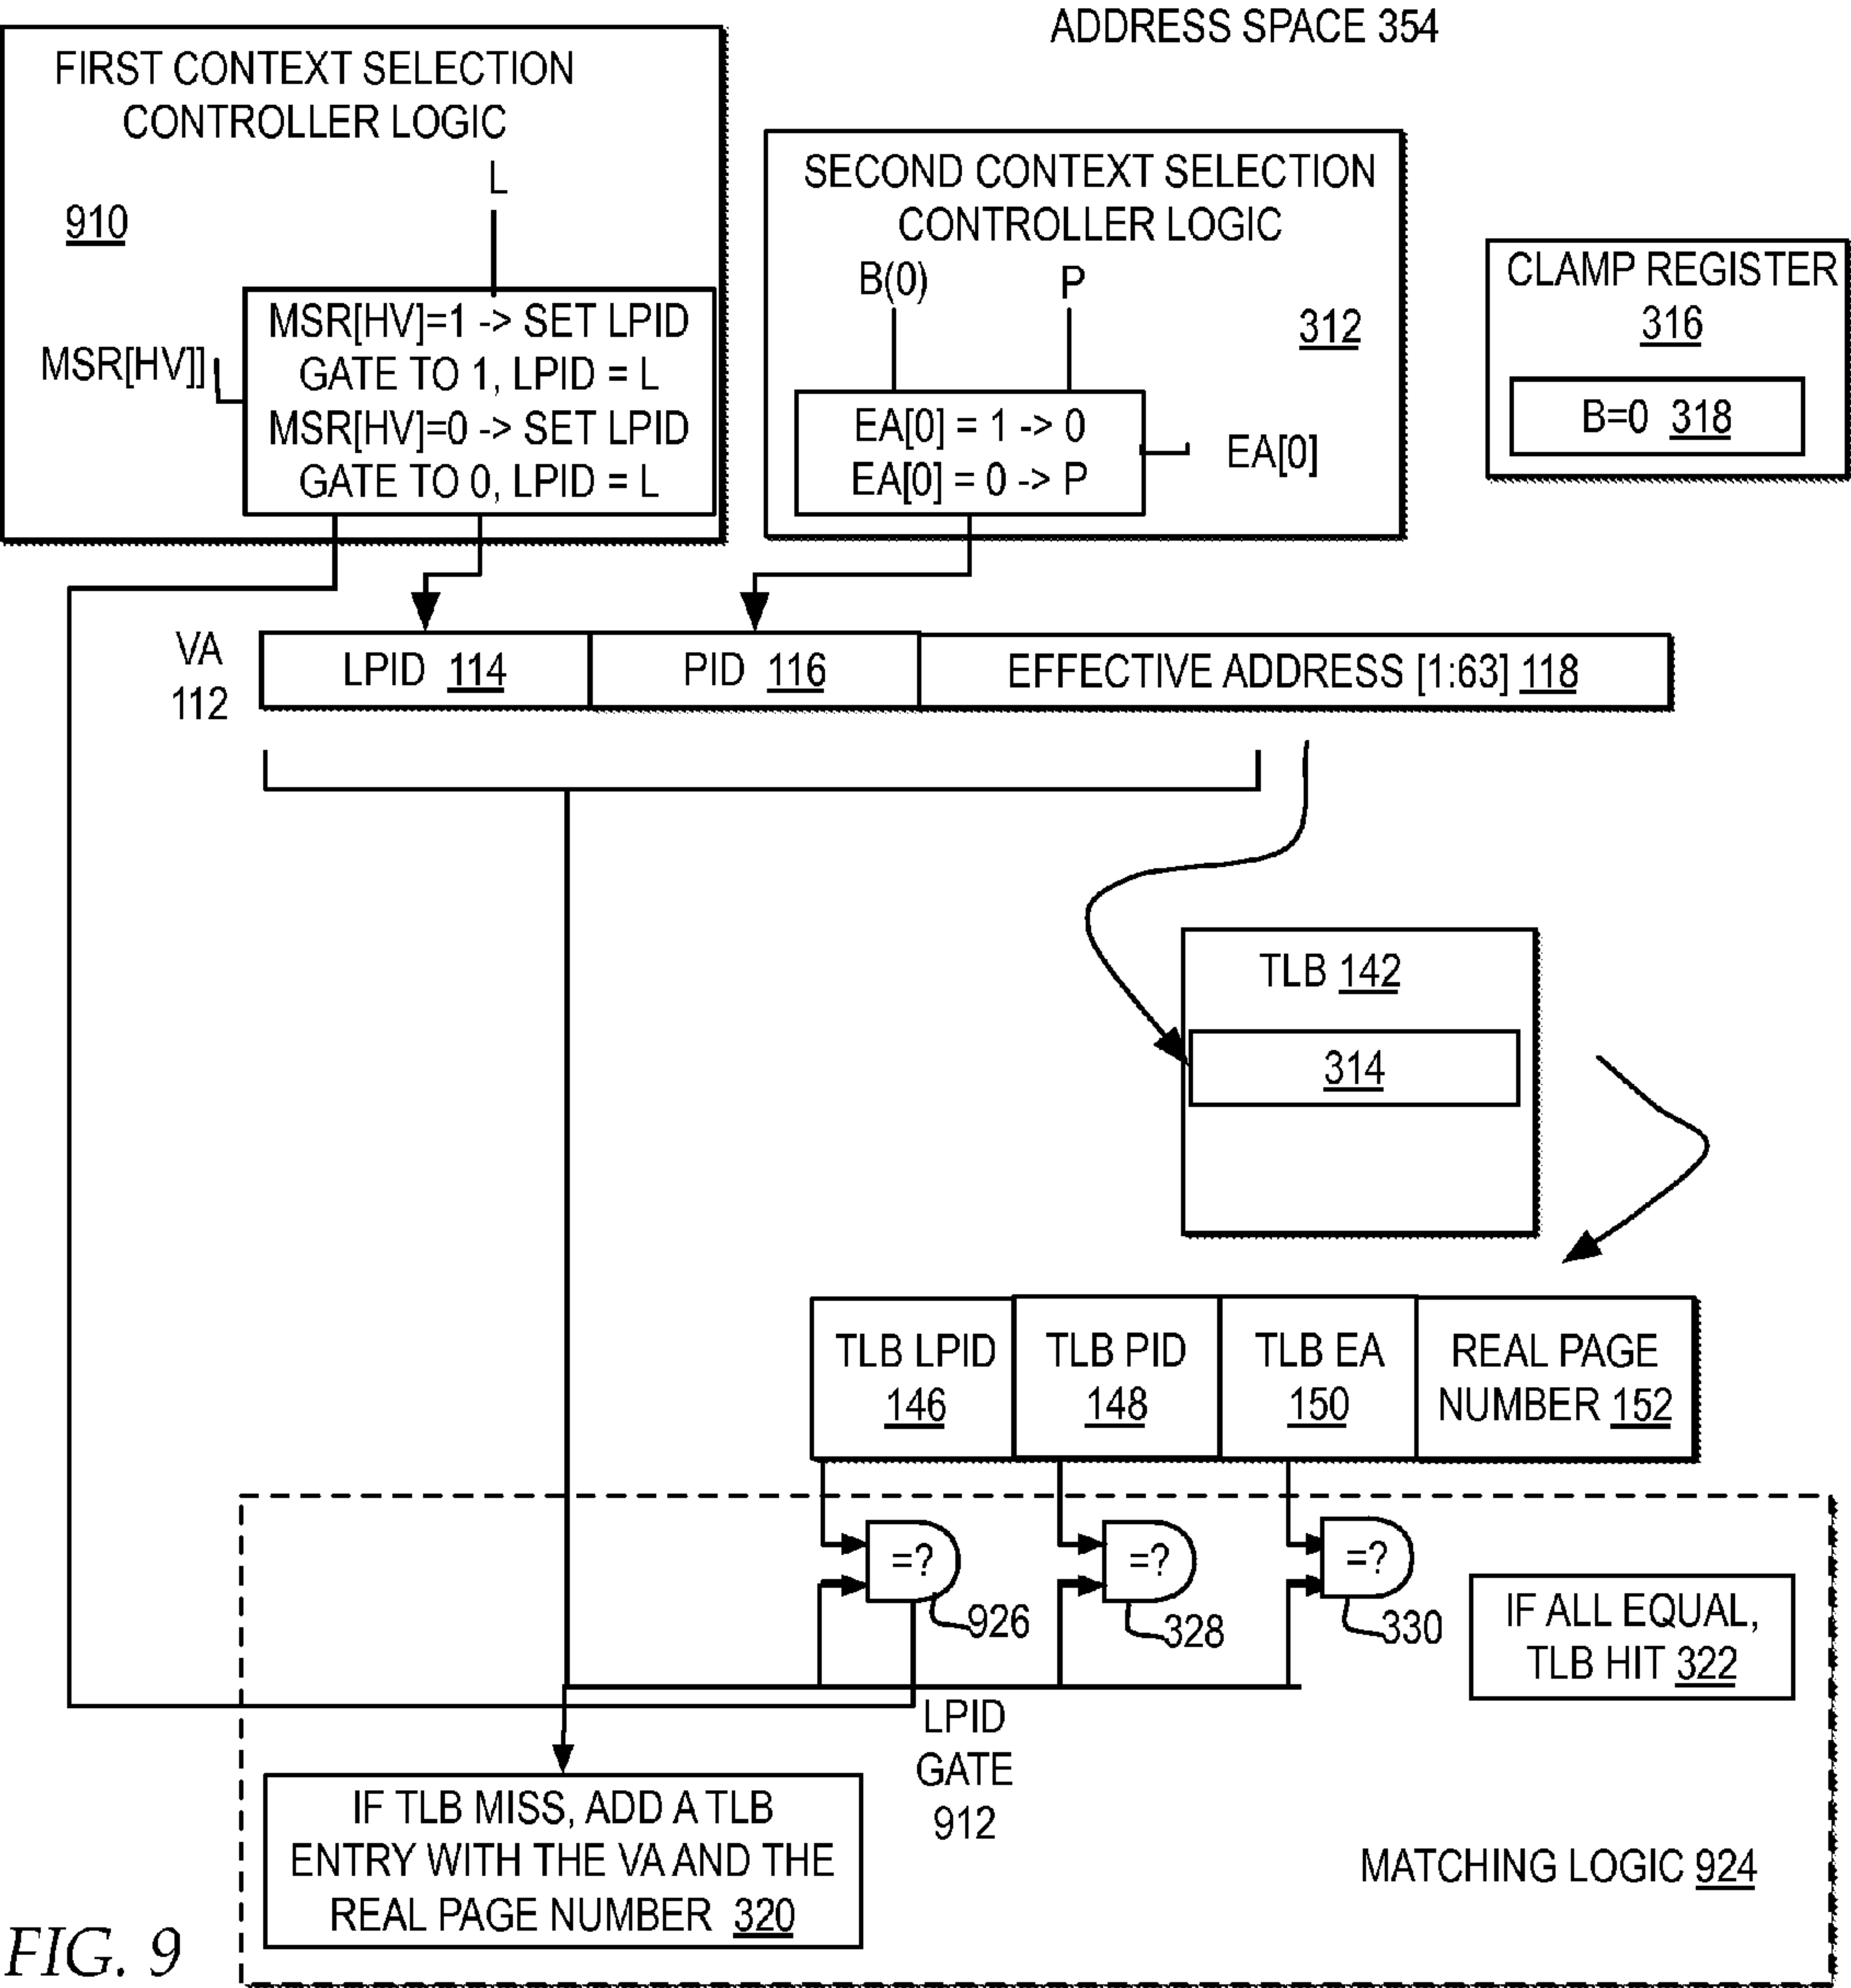 ADDRESS SPACE 354
FIRST CONTEXT SELECTION
CONTROLLER LOGIC
L
910
MSR[HV]=1 -> SET LPID
GATE TO 1, LPID = L
MSR[HV]=0 -> SET LPID
GATE TO 0, LPID = L
MSR[HV]]
SECOND CONTEXT SELECTION
CONTROLLER LOGIC
B(0) P
312
EA[0] = 1 -> 0
EA[0] = 0 -> P
EA[0]
CLAMP REGISTER
316
B=0 318
VA
112
LPID 114
PID 116
EFFECTIVE ADDRESS [1:63] 118
TLB 142
314
TLB LPID
146
TLB PID
148
TLB EA
150
REAL PAGE
NUMBER 152
=?
=?
=?
926
328
330
IF ALL EQUAL,
TLB HIT 322
LPID
GATE
912
IF TLB MISS, ADD A TLB
ENTRY WITH THE VA AND THE
REAL PAGE NUMBER 320
MATCHING LOGIC 924
FIG. 9